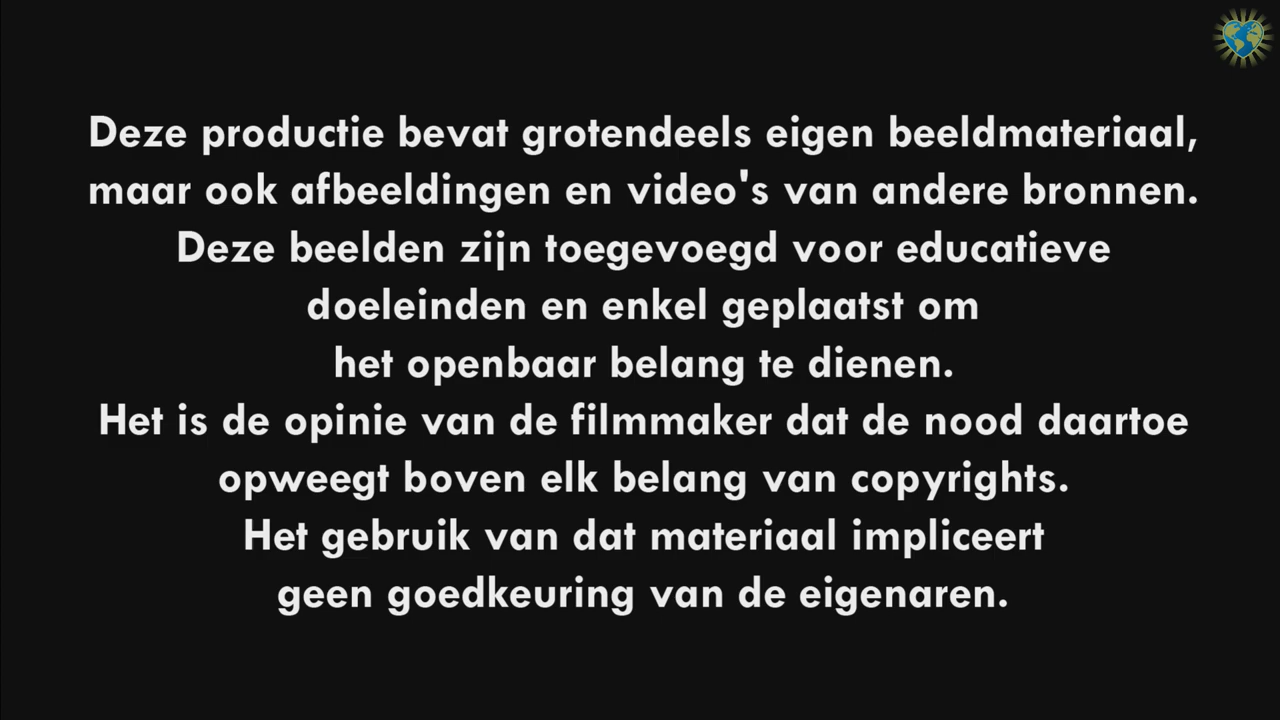 Deze productie bevat grotendeels eigen beeldmateriaal,
maar ook afbeeldingen en video's van andere bronnen.
Deze beelden zijn toegevoegd voor educatieve
doeleinden en enkel geplaatst om
het openbaar belang te dienen.
Het is de opinie van de filmmaker dat de nood daartoe
opweegt boven elk belang van copyrights.
Het gebruik van dat materiaal impliceert
geen goedkeuring van de eigenaren.